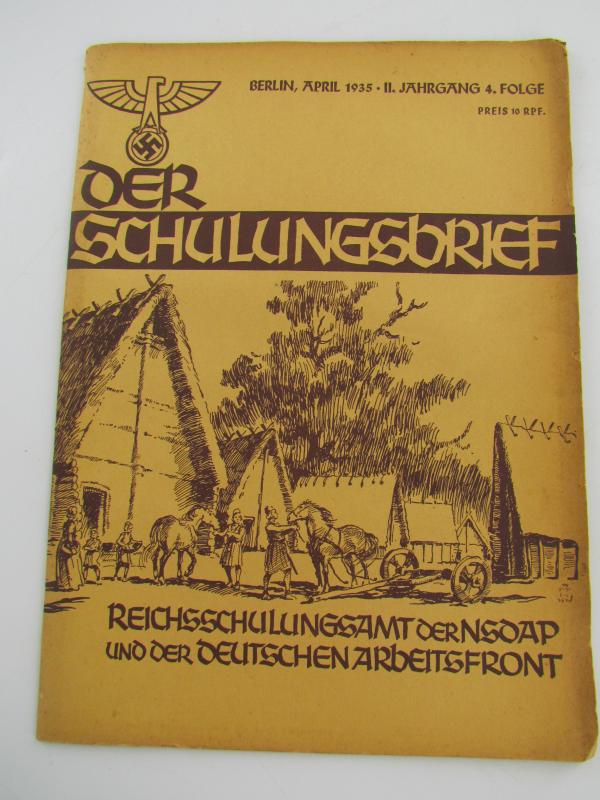 BERLIN, APRIL 1935 · II. JAHRGANG 4. FOLGE
PREIS 10 RPF.
DER
SCHULUNGSBRIEF
REICHSSCHULUNGSAMT DER NSDAP
UND DER DEUTSCHEN ARBEITSFRONT